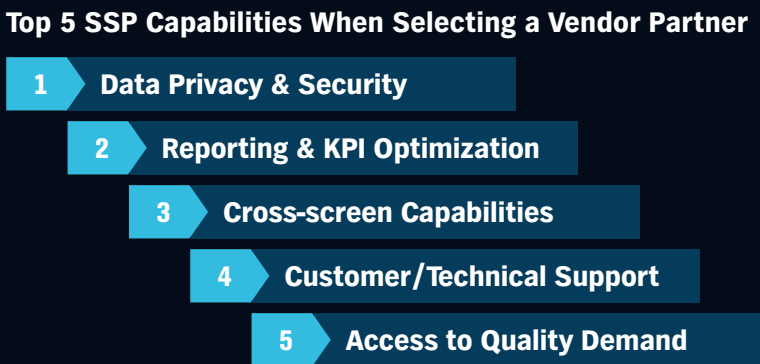 Top 5 SSP Capabilities When Selecting a Vendor Partner
1 Data Privacy & Security
2 Reporting & KPI Optimization
3 Cross-screen Capabilities
4 Customer/Technical Support
5 Access to Quality Demand